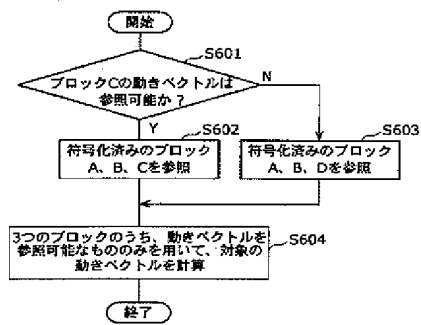 開始
S601
ブロックCの動きベクトルは
参照可能か？
N
Y
S602
符号化済みのブロック
A、B、Cを参照
S603
符号化済みのブロック
A、B、Dを参照
3つのブロックのうち、動きベクトルを
参照可能なもののみを用いて、対象の
動きベクトルを計算
S604
終了